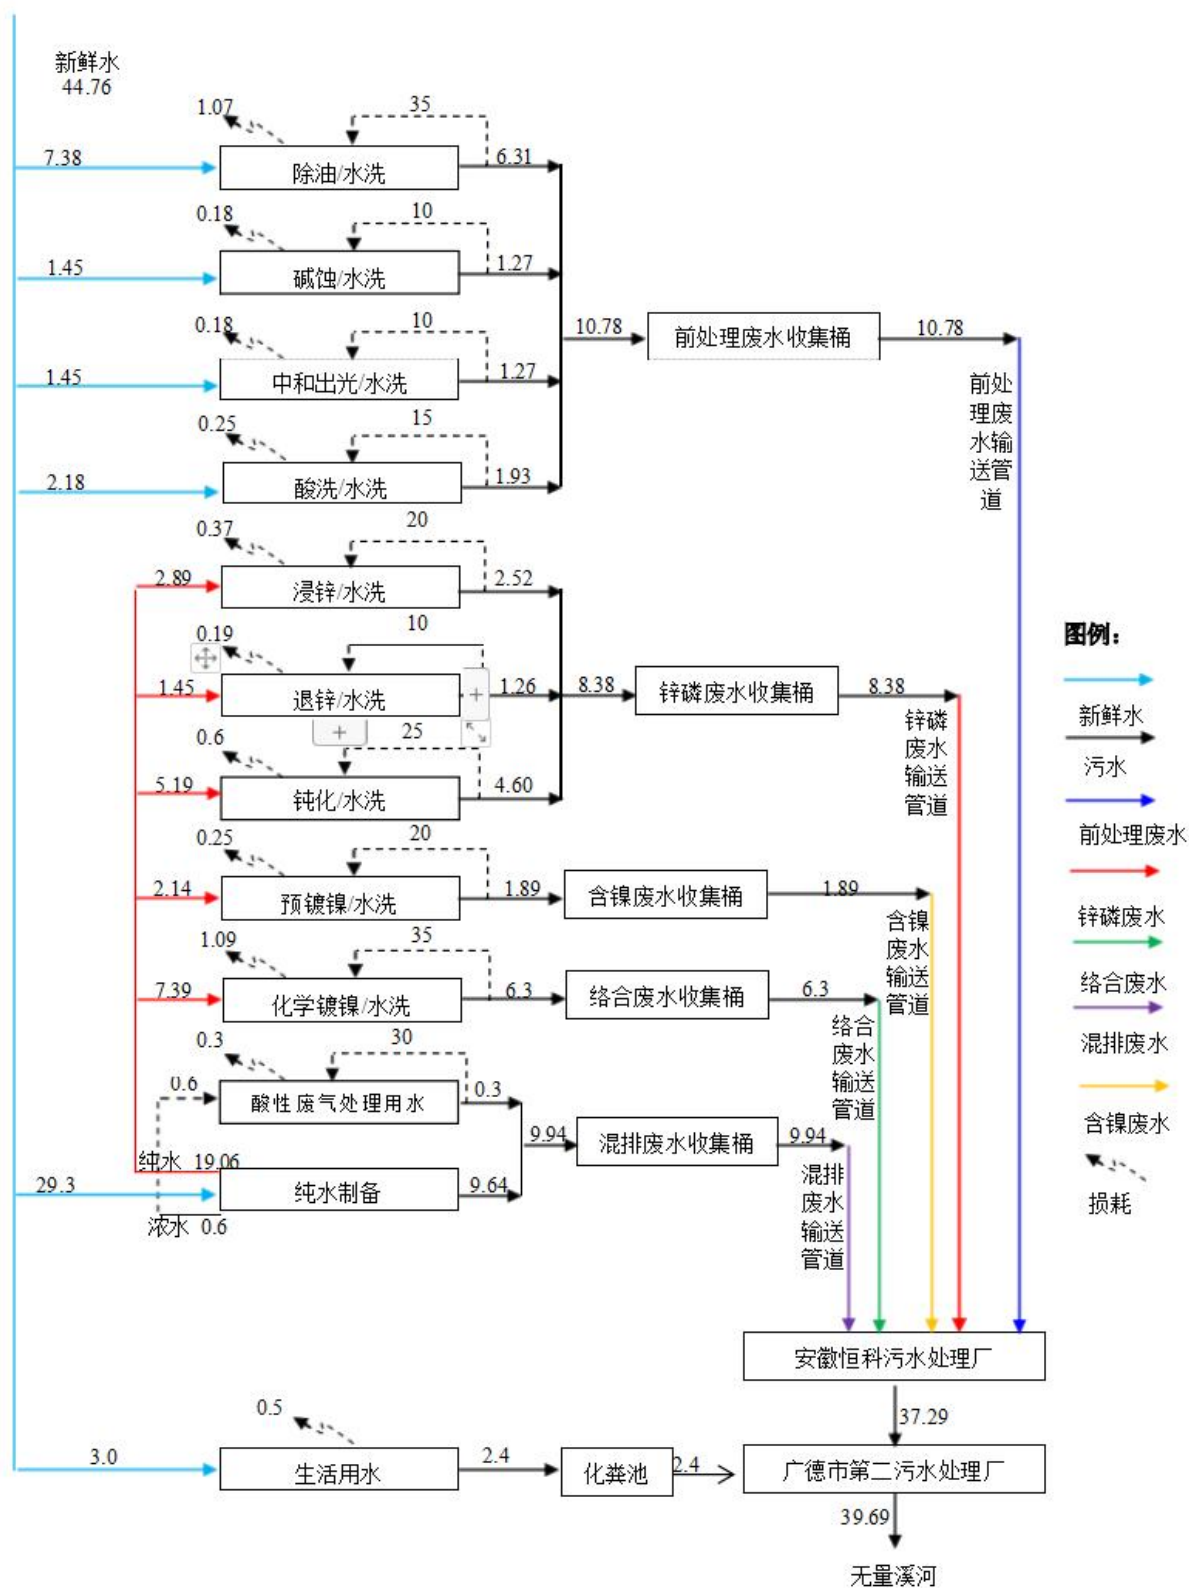 新鲜水
44.76
1.07
35
7.38
除油/水洗
6.31
0.18
10
1.45
碱蚀/水洗
1.27
0.18
10
1.45
中和出光/水洗
1.27
10.78
前处理废水收集桶
10.78
前处
理废
水输
送管
道
0.25
15
2.18
酸洗/水洗
1.93
0.37
20
2.89
浸锌/水洗
2.52
0.19
10
1.45
退锌/水洗
1.26
8.38
锌磷废水收集桶
8.38
锌磷
废水
输送
管道
0.6
25
5.19
钝化/水洗
4.60
0.25
20
2.14
预镀镍/水洗
1.89
含镍废水收集桶
1.89
含镍
废水
输送
管道
1.09
35
7.39
化学镀镍/水洗
6.3
络合废水收集桶
6.3
络合
废水
输送
管道
0.3
30
0.6
酸性废气处理用水
0.3
9.94
混排废水收集桶
9.94
混排
废水
输送
管道
纯水 19.06
29.3
纯水制备
9.64
浓水 0.6
图例：
新鲜水
污水
前处理废水
锌磷废水
络合废水
混排废水
含镍废水
损耗
安徽恒科污水处理厂
37.29
0.5
3.0
生活用水
2.4
化粪池
2.4
广德市第二污水处理厂
39.69
无量溪河